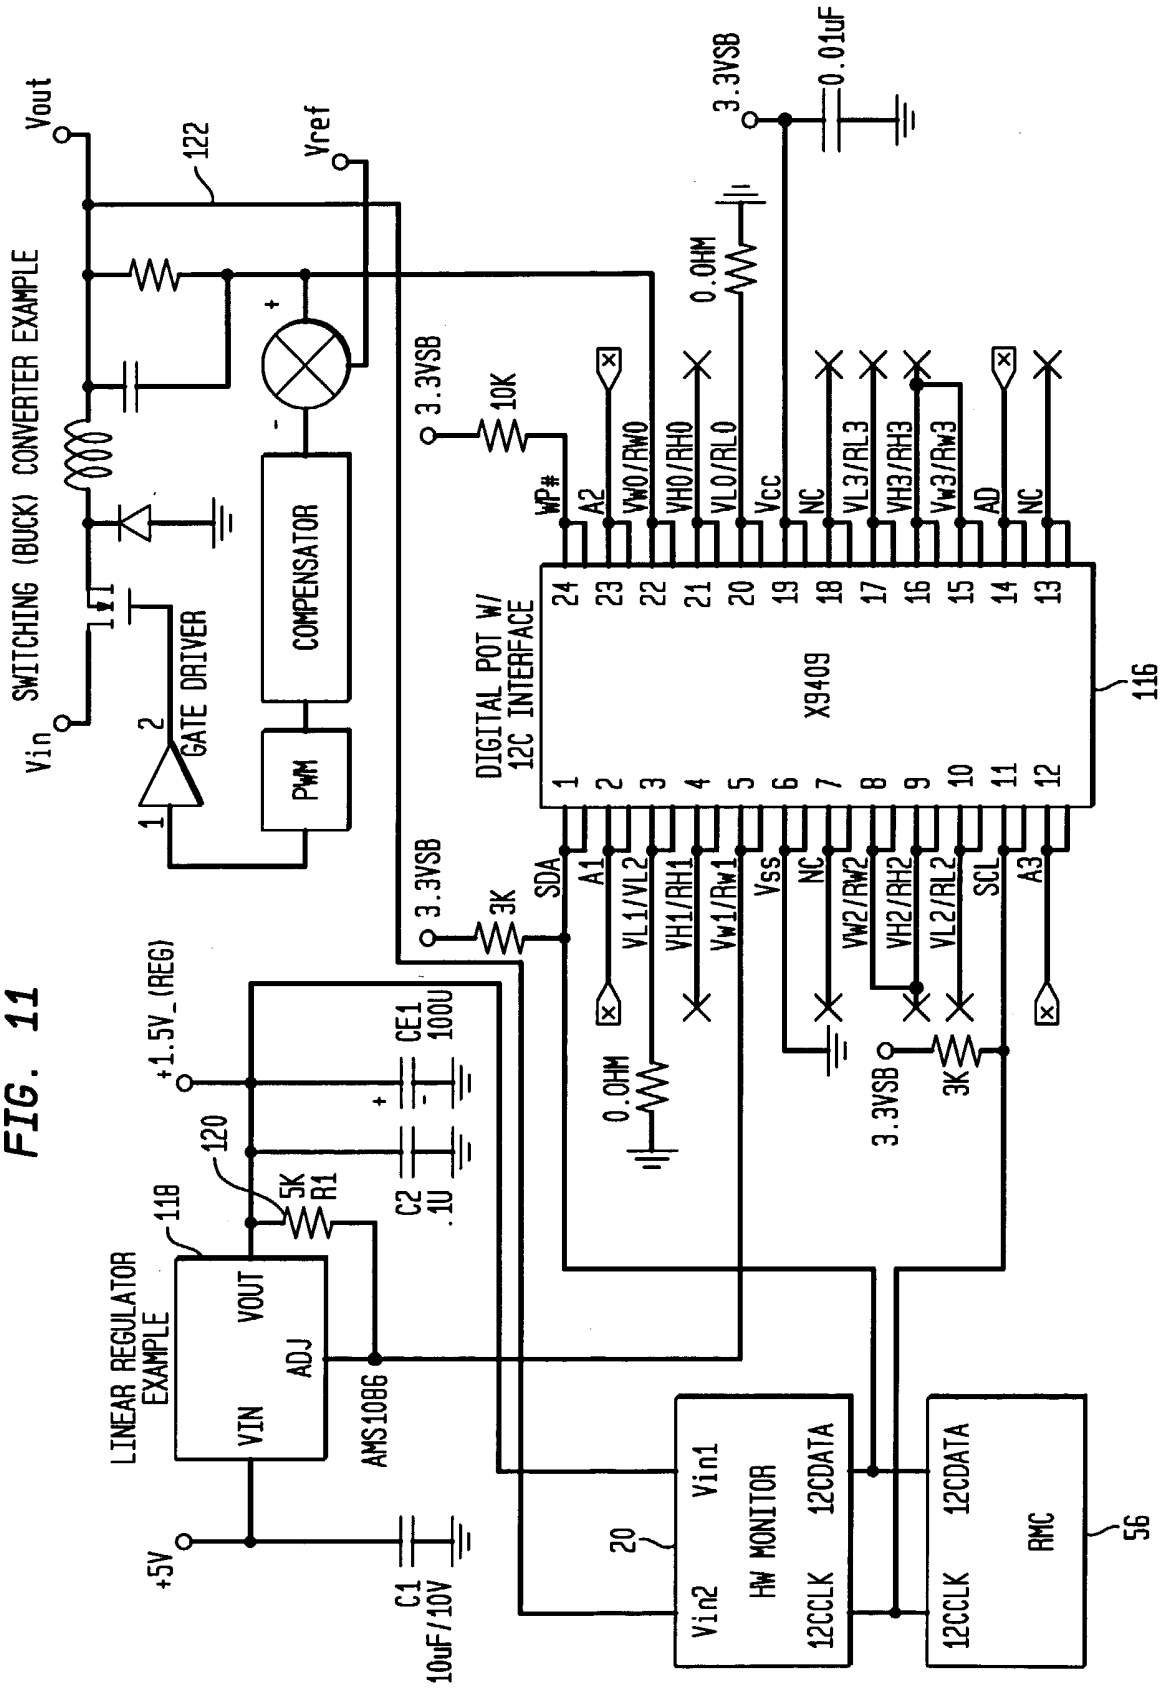 FIG. 11
LINEAR REGULATOR
EXAMPLE
118
VIN
VOUT
ADJ
AMS1086
+5V
C1
10uF/10V
120
5K
R1
+1.5V_(REG)
C2
.1U
+
-
CE1
100U
SWITCHING (BUCK) CONVERTER EXAMPLE
Vin
Vout
122
Vref
1
2
GATE DRIVER
PWM
COMPENSATOR
-
+
3.3VSB
3K
3.3VSB
10K
DIGITAL POT W/
12C INTERFACE
X9409
116
SDA
1
A1
2
VL1/VL2
3
VH1/RH1
4
Vw1/Rw1
5
Vss
6
NC
7
VW2/RW2
8
VH2/RH2
9
VL2/RL2
10
SCL
11
A3
12
24
WP#
23
A2
22
VW0/RW0
21
VH0/RH0
20
VL0/RL0
19
Vcc
18
NC
17
VL3/RL3
16
VH3/RH3
15
Vw3/Rw3
14
AD
13
NC
X
X
X
X
0.0HM
0.0HM
3.3VSB
0.01uF
3.3VSB
3K
20
Vin2
Vin1
HW MONITOR
12CCLK
12CDATA
12CCLK
12CDATA
RMC
56